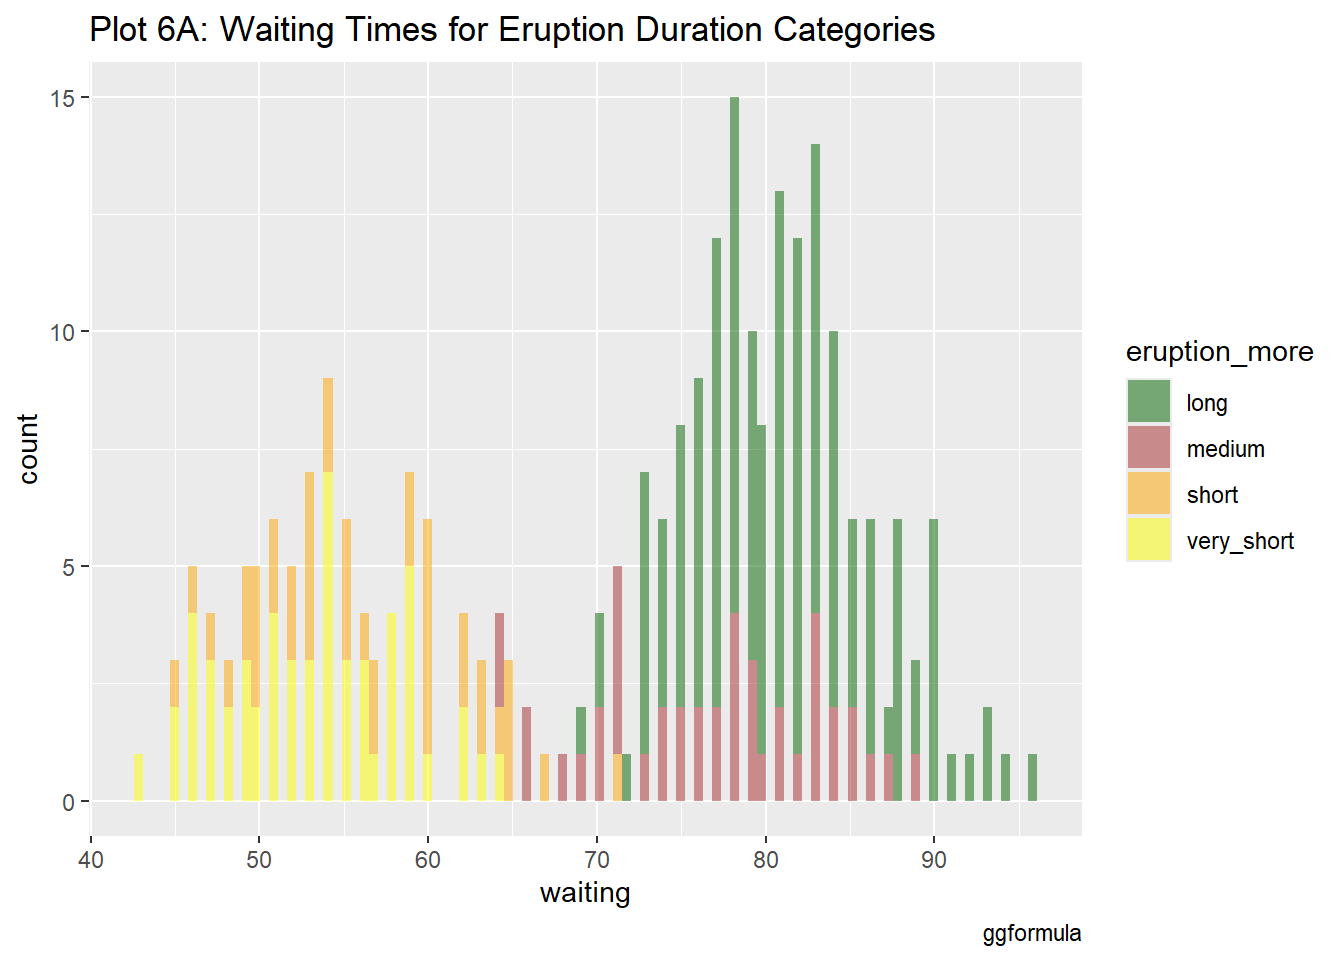 Plot 6A: Waiting Times for Eruption Duration Categories
15
10
5
0
count
40 50 60 70 80 90
waiting
eruption_more
long
medium
short
very_short
ggformula